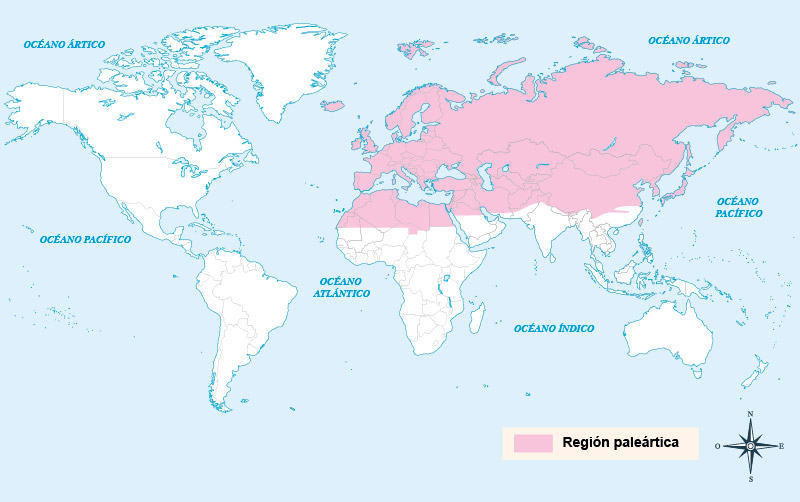 OCÉANO ÁRTICO
OCÉANO ÁRTICO
OCÉANO
PACÍFICO
OCÉANO PACÍFICO
OCÉANO
ATLÁNTICO
OCÉANO ÍNDICO
Región paleártica
N
O
E
S